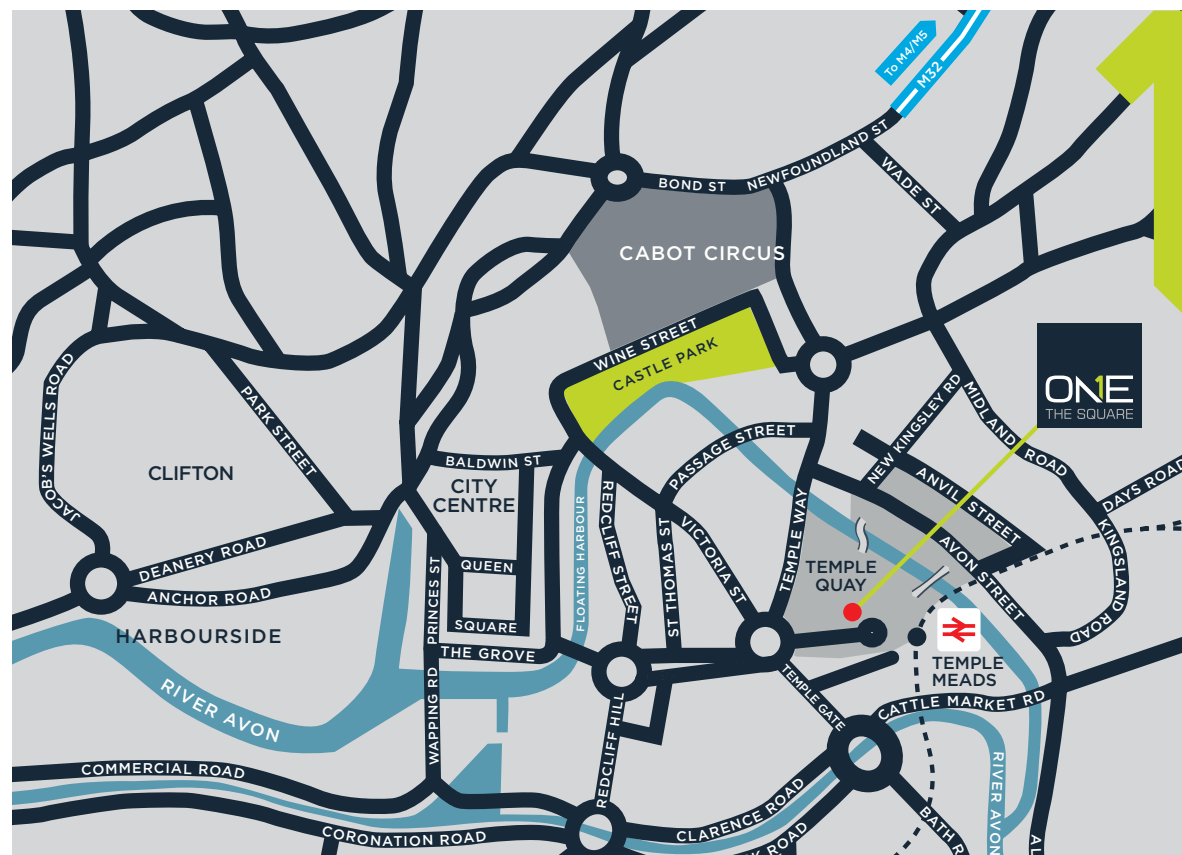 To M4/M5
M32
NEWFOUNDLAND ST
BOND ST
WADE ST
CABOT CIRCUS
WINE STREET
CASTLE PARK
ONE
THE SQUARE
JACOB'S WELLS ROAD
PARK STREET
NEW KINGSLEY RD
MIDLAND ROAD
PASSAGE STREET
BALDWIN ST
CLIFTON
CITY
CENTRE
ANVIL STREET
DAYS ROAD
REDCLIFF STREET
FLOATING HARBOUR
ST THOMAS ST
VICTORIA ST
TEMPLE WAY
KINGSLAND ROAD
AVON STREET
DEANERY ROAD
ANCHOR ROAD
QUEEN
SQUARE
PRINCES ST
TEMPLE
QUAY
HARBOURSIDE
THE GROVE
TEMPLE
MEADS
RIVER AVON
WAPPING RD
TEMPLE GATE
CATTLE MARKET RD
REDCLIFF HILL
COMMERCIAL ROAD
RIVER AVON
CLARENCE ROAD
CORONATION ROAD
ROAD
BATH